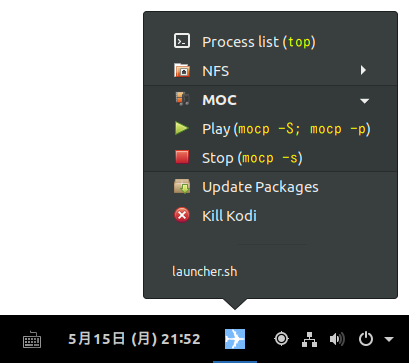 Process list (top)
NFS
MOC
Play (mocp -S; mocp -p)
Stop (mocp -s)
Update Packages
Kill Kodi
launcher.sh
5月15日 (月) 21:52